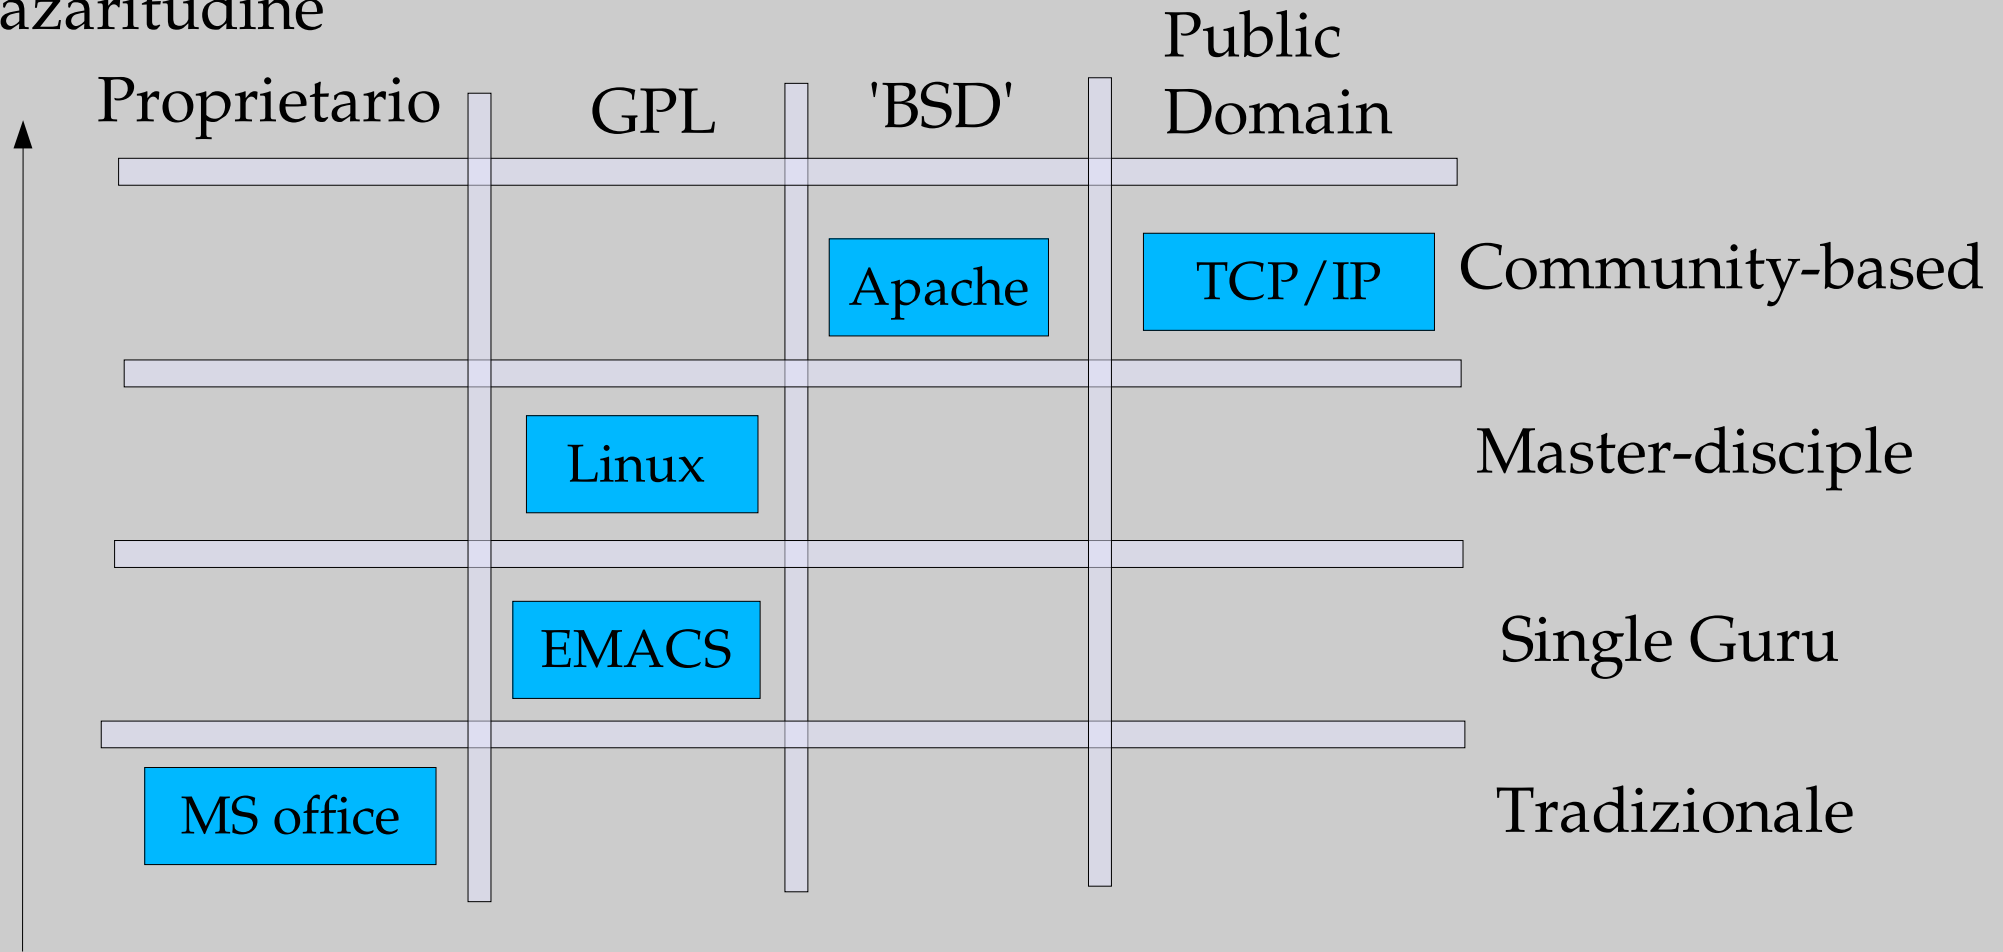 azaritudine
Public
Proprietario GPL 'BSD' Domain
Apache TCP/IP Community-based
Linux Master-disciple
EMACS Single Guru
MS office Tradizionale